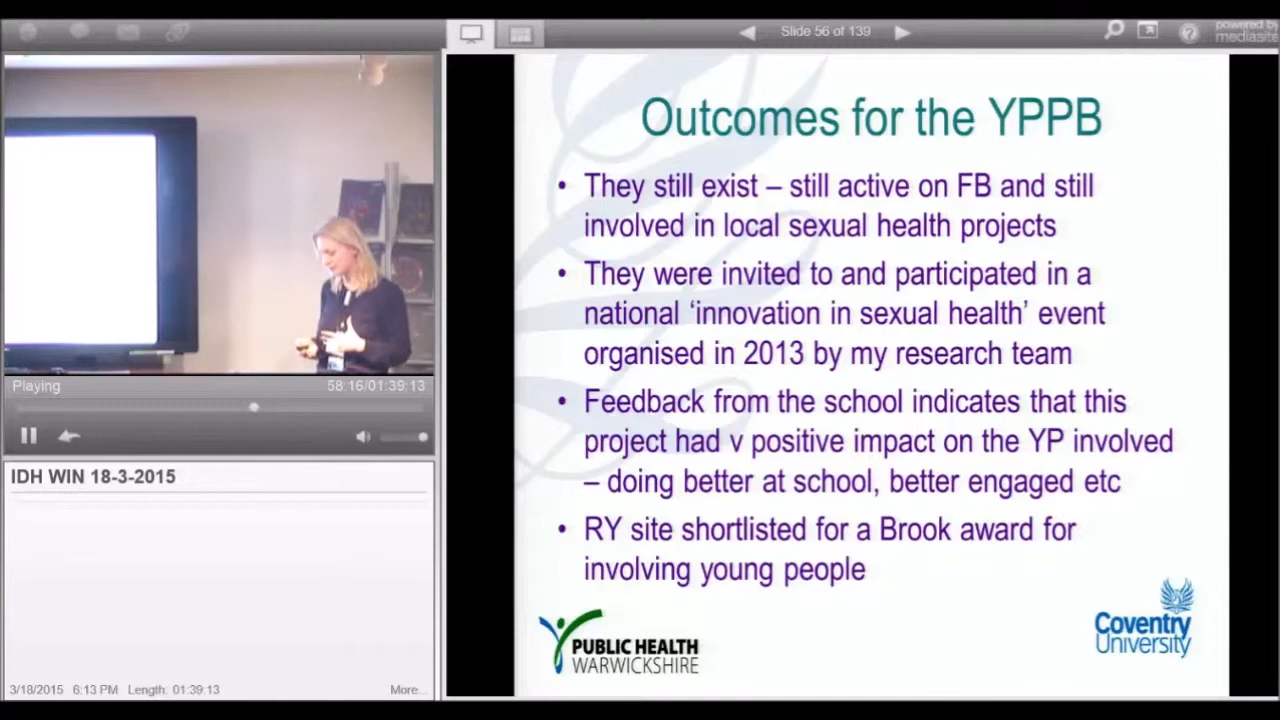 Slide 56 of 139
powered by
mediasite
Outcomes for the YPPB
• They still exist – still active on FB and still
involved in local sexual health projects
• They were invited to and participated in a
national ‘innovation in sexual health’ event
organised in 2013 by my research team
• Feedback from the school indicates that this
project had v positive impact on the YP involved
– doing better at school, better engaged etc
• RY site shortlisted for a Brook award for
involving young people
PUBLIC HEALTH
WARWICKSHIRE
Coventry
University
Playing
58:16/01:39:13
IDH WIN 18-3-2015
3/18/2015 6:13 PM Length: 01:39:13 More...